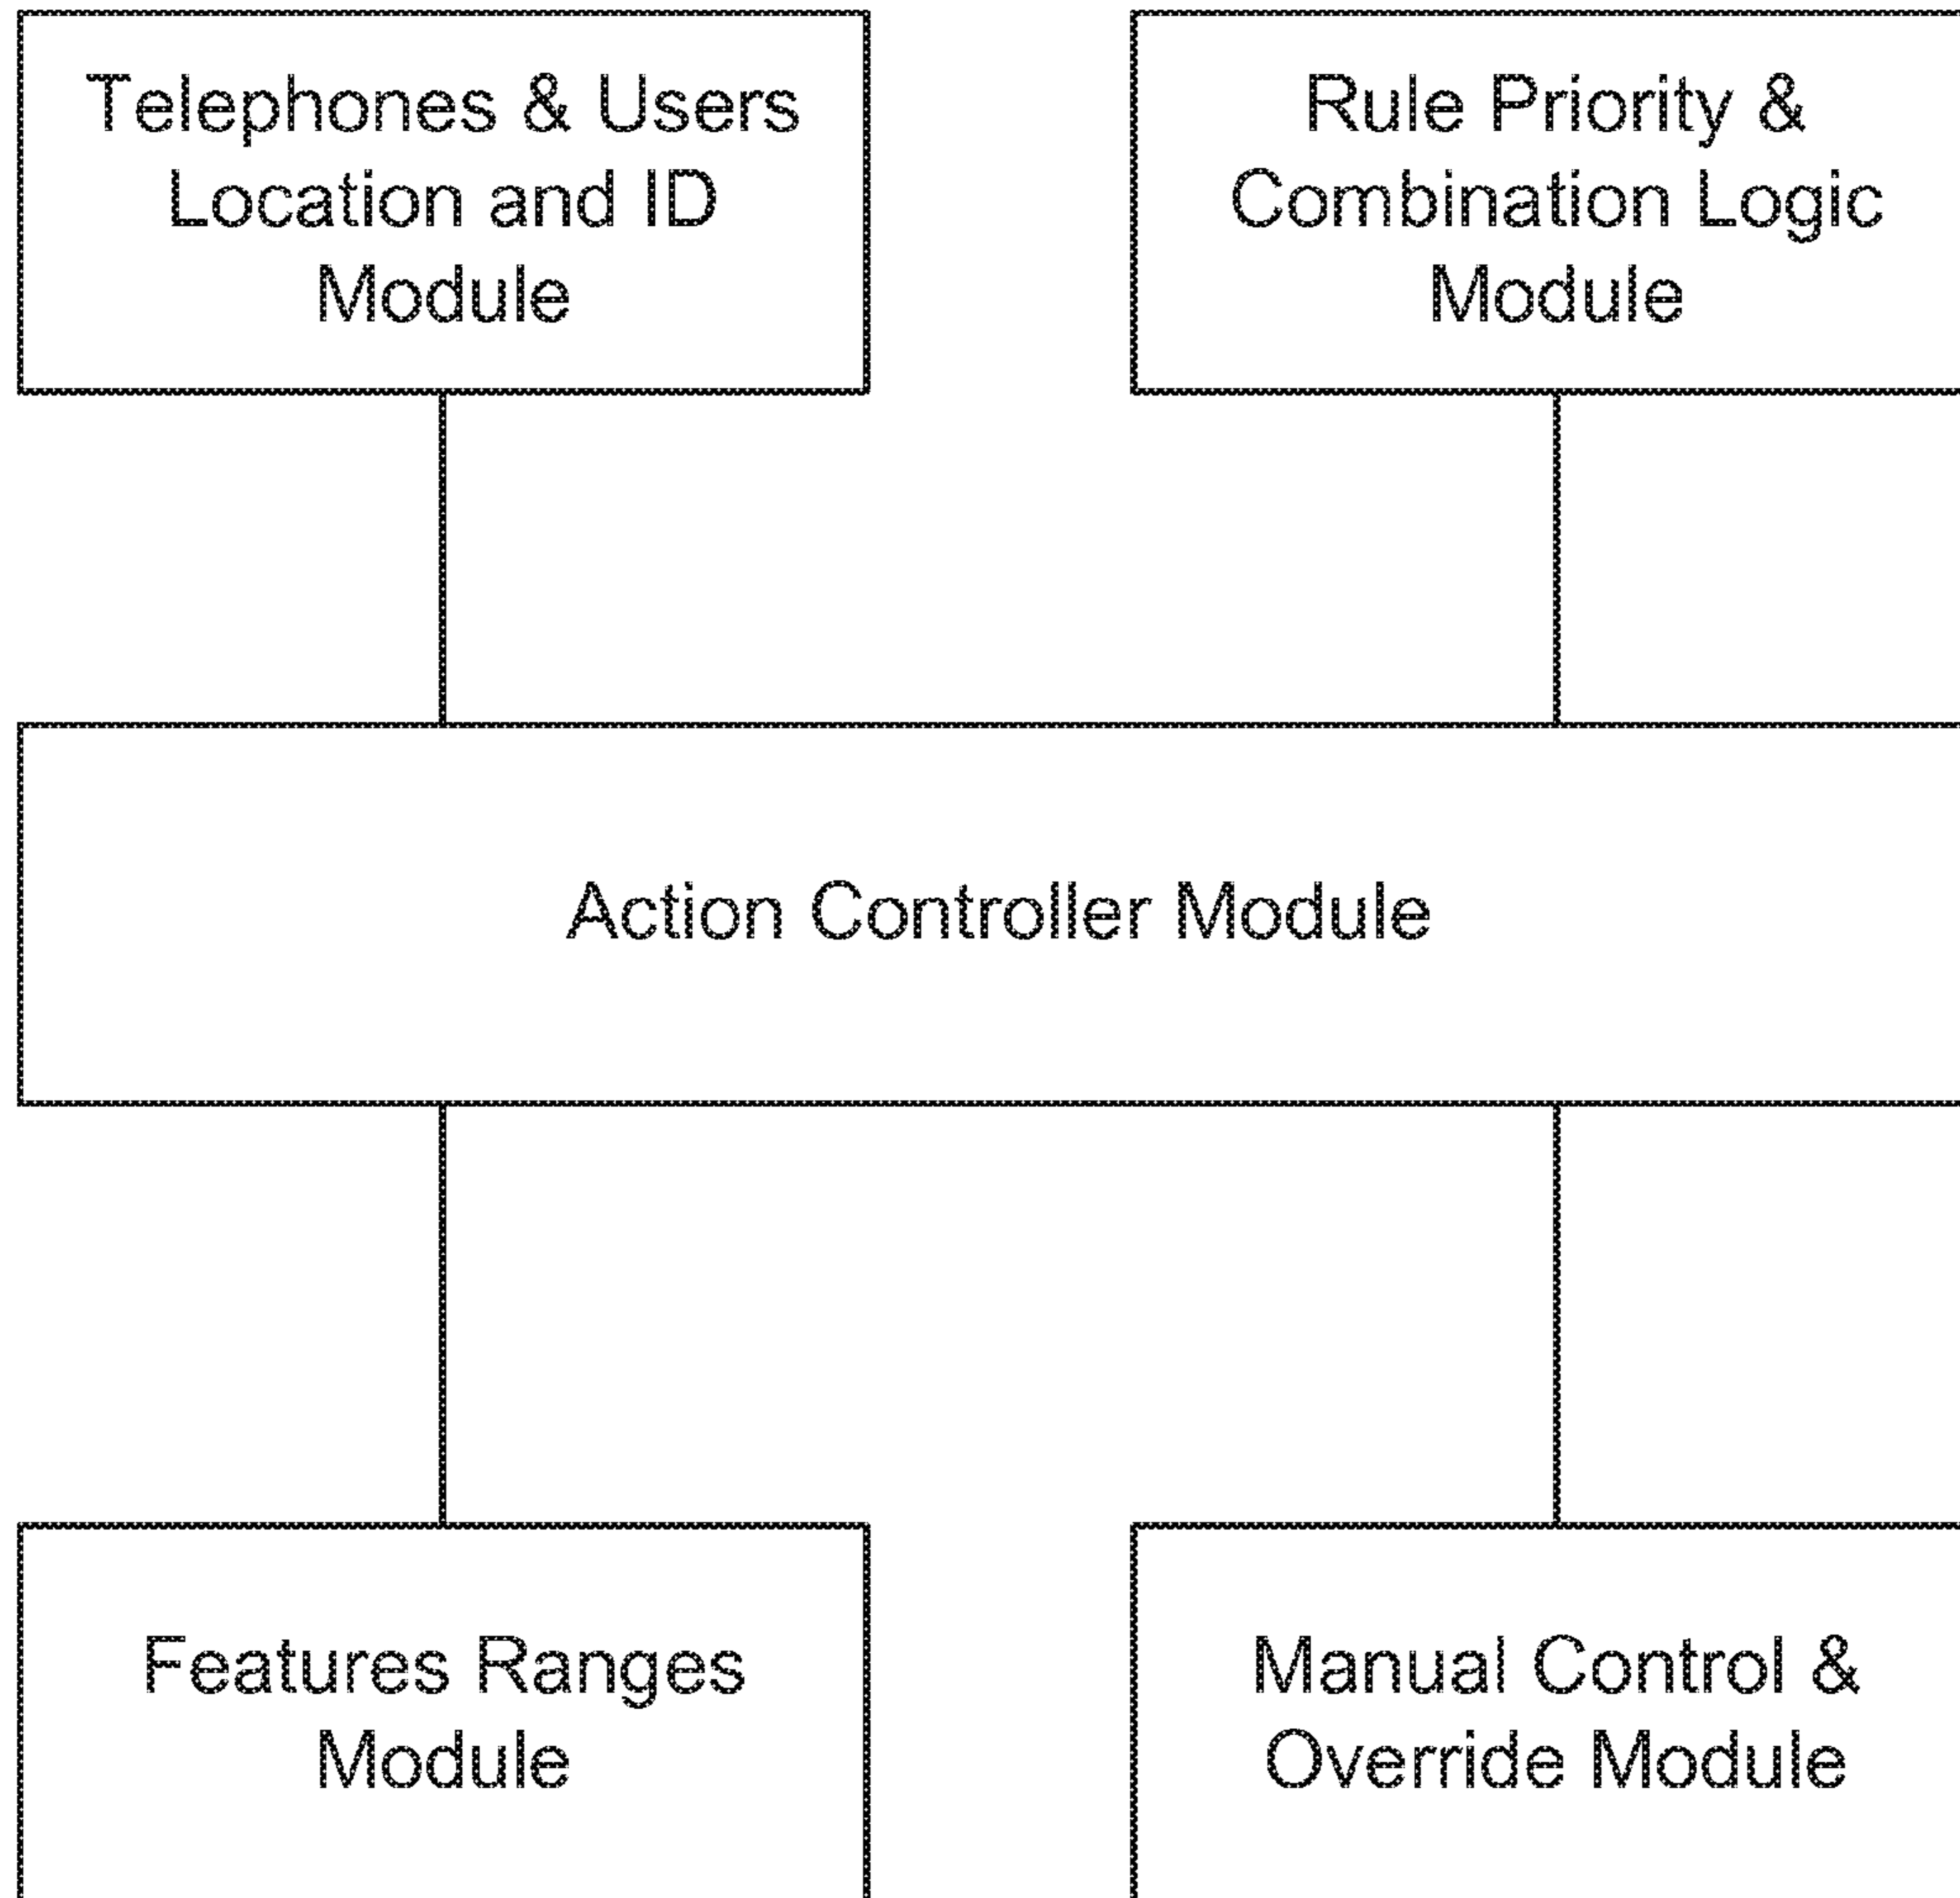 Telephones & Users
Location and ID
Module
Rule Priority &
Combination Logic
Module
Action Controller Module
Features Ranges
Module
Manual Control &
Override Module